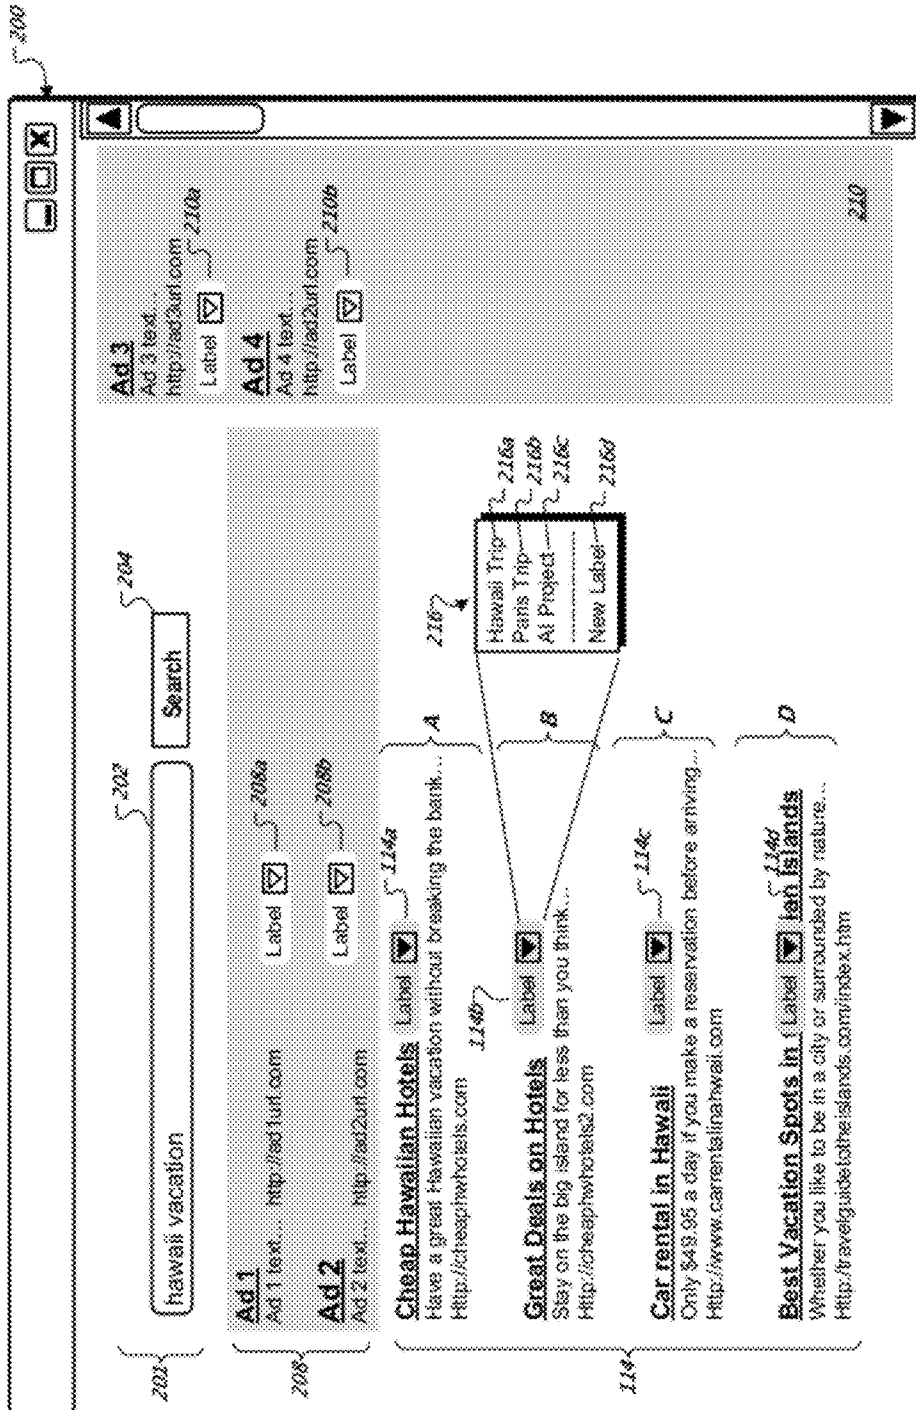 200
202
204
201
hawaii vacation
Search
Ad 1
Ad 1 text... http://ad1url.com
Label
208a
Ad 2
Ad 2 text... http://ad2url.com
Label
208b
208
Ad 3
Ad 3 text...
http://ad3url.com
Label
210a
Ad 4
Ad 4 text...
http://ad2url.com
Label
210b
210
Cheap Hawaiian Hotels Label
114a
Have a great Hawaiian vacation without breaking the bank...
Http://cheaphwhotels.com
A
114b
Great Deals on Hotels Label
Stay on the big island for less than you think...
Http://cheaphwhotels2.com
B
216
Hawaii Trip
216a
Paris Trip
216b
AI Project
216c
New Label
216d
Car rental in Hawaii Label
114c
Only $49.95 a day if you make a reservation before arriving...
Http://www.carrentalinahwaii.com
C
114d
Best Vacation Spots in t Label ian Islands
Whether you like to be in a city or surrounded by nature...
Http:/travelguidetotheislands.com/index.htm
D
114